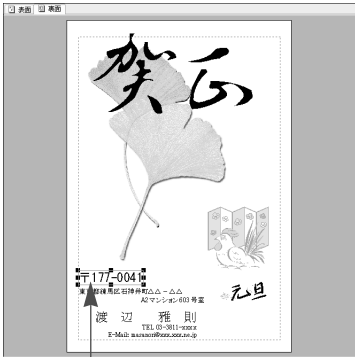 表面 裏面
賀正
元旦
〒177-0041
東京都練馬区石神井町△△－△△
A2マンション603号室
渡辺 雅則
TEL 03-3811-xxxx
E-Mail: marason@xxx.xxx.ne.jp